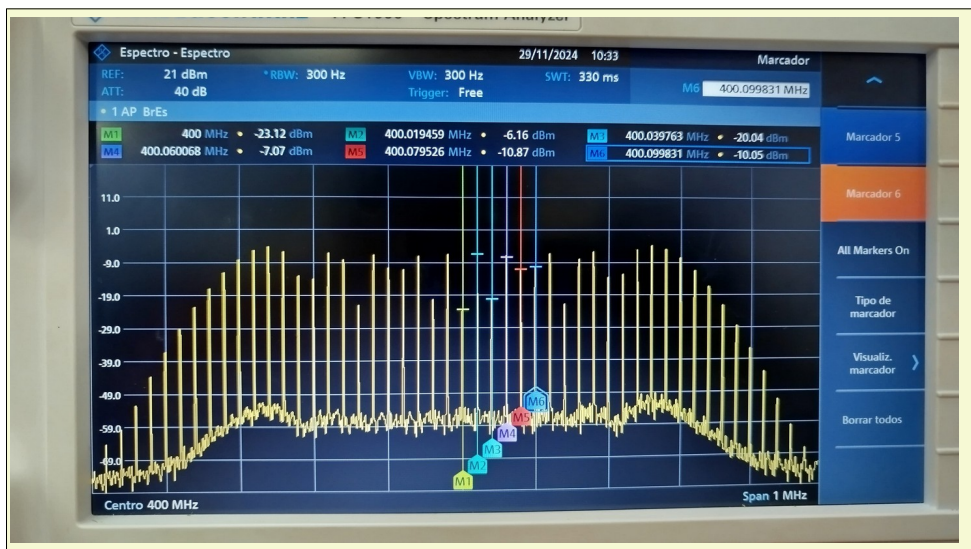 Spectrum Analyzer
Espectro - Espectro 29/11/2024 10:33 Marcador
REF: 21 dBm *RBW: 300 Hz VBW: 300 Hz SWT: 330 ms
ATT: 40 dB Trigger: Free M6 400.099831 MHz
1 AP BrEs
M1 400 MHz • -23.12 dBm M2 400.019459 MHz • -6.16 dBm M3 400.039763 MHz • -20.04 dBm
M4 400.060068 MHz • -7.07 dBm M5 400.079526 MHz • -10.87 dBm M6 400.099831 MHz • -10.05 dBm
11.0
1.0
-9.0
-19.0
-29.0
-39.0
-49.0
-59.0
-69.0
M6
M5
M4
M3
M2
M1
Centro 400 MHz Span 1 MHz
Marcador 5
Marcador 6
All Markers On
Tipo de
marcador
Visualiz.
marcador
Borrar todos